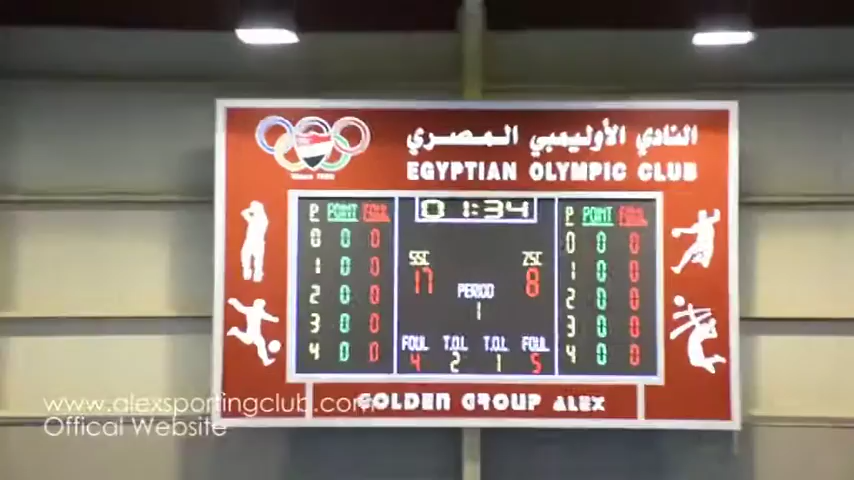 النادي الأوليمبي المصري
EGYPTIAN OLYMPIC CLUB
01:34
P POINT FOUL
0 0 0
1 0 0
2 0 0
3 0 0
4 0 0
SSC ZSC
17 8
PERIOD
1
FOUL T.O.L T.O.L FOUL
4 2 1 5
P POINT FOUL
0 0 0
1 0 0
2 0 0
3 0 0
4 0 0
GOLDEN GROUP ALEX
www.alexsportingclub.com
Offical Website